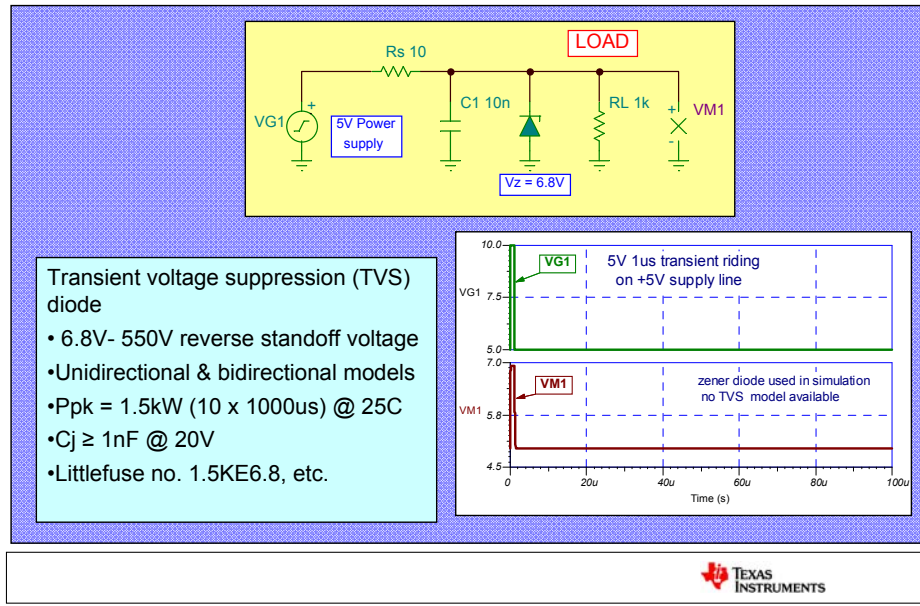 LOAD
Rs 10
C1 10n
RL 1k
+
VM1
-
+
VG1
5V Power
supply
Vz = 6.8V
Transient voltage suppression (TVS)
diode
• 6.8V- 550V reverse standoff voltage
•Unidirectional & bidirectional models
•Ppk = 1.5kW (10 x 1000us) @ 25C
•Cj ≥ 1nF @ 20V
•Littlefuse no. 1.5KE6.8, etc.
10.0
VG1
5V 1us transient riding
on +5V supply line
VG1
7.5
5.0
7.0
VM1
zener diode used in simulation
no TVS model available
VM1
5.8
4.5
0 20u 40u 60u 80u 100u
Time (s)
TEXAS
INSTRUMENTS